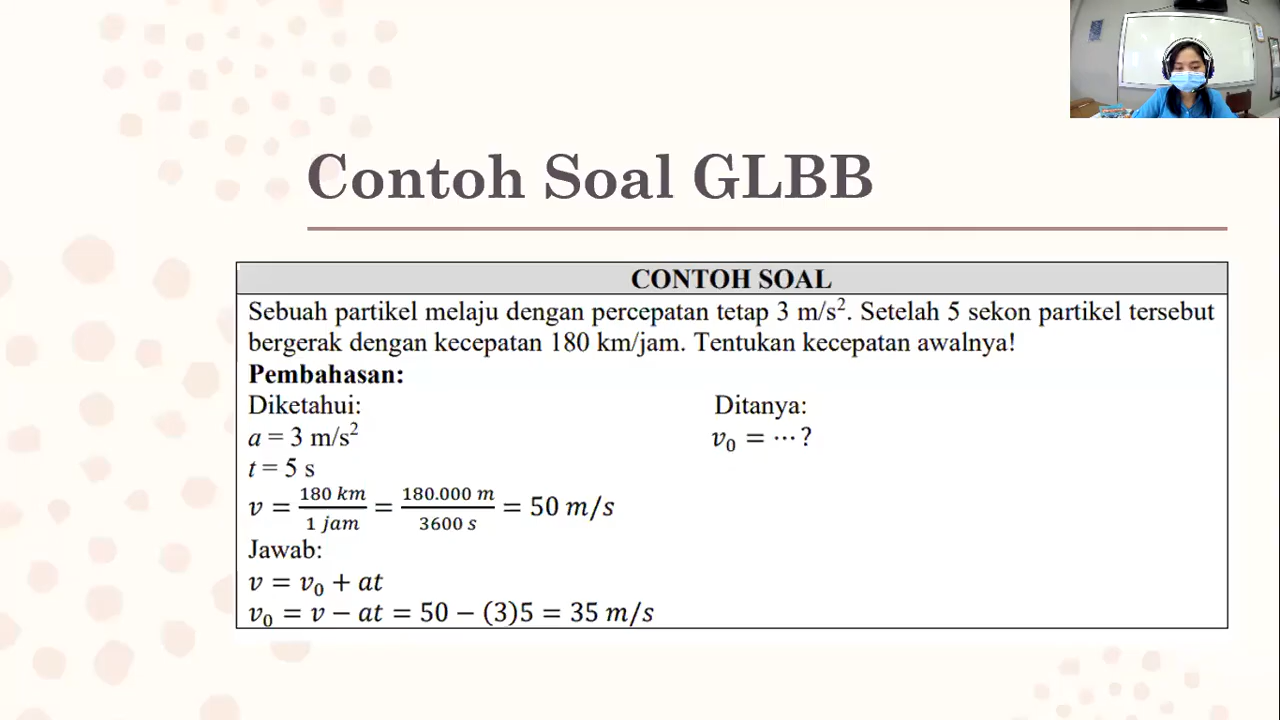 Contoh Soal GLBB
CONTOH SOAL
Sebuah partikel melaju dengan percepatan tetap 3 m/s². Setelah 5 sekon partikel tersebut
bergerak dengan kecepatan 180 km/jam. Tentukan kecepatan awalnya!
Pembahasan:
Diketahui:
a = 3 m/s²
t = 5 s
v = 180 km / 1 jam = 180.000 m / 3600 s = 50 m/s
Ditanya:
v₀ = ⋯ ?
Jawab:
v = v₀ + at
v₀ = v − at = 50 − (3)5 = 35 m/s